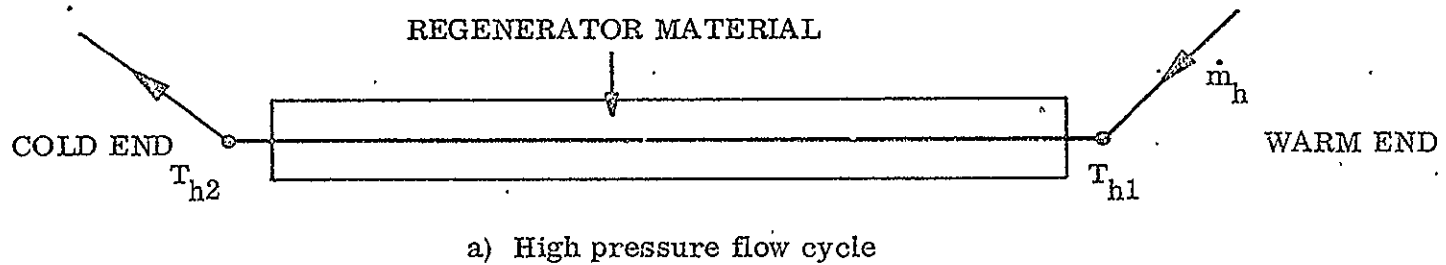 REGENERATOR MATERIAL
ṁh
COLD END
WARM END
Th2
Th1
a) High pressure flow cycle